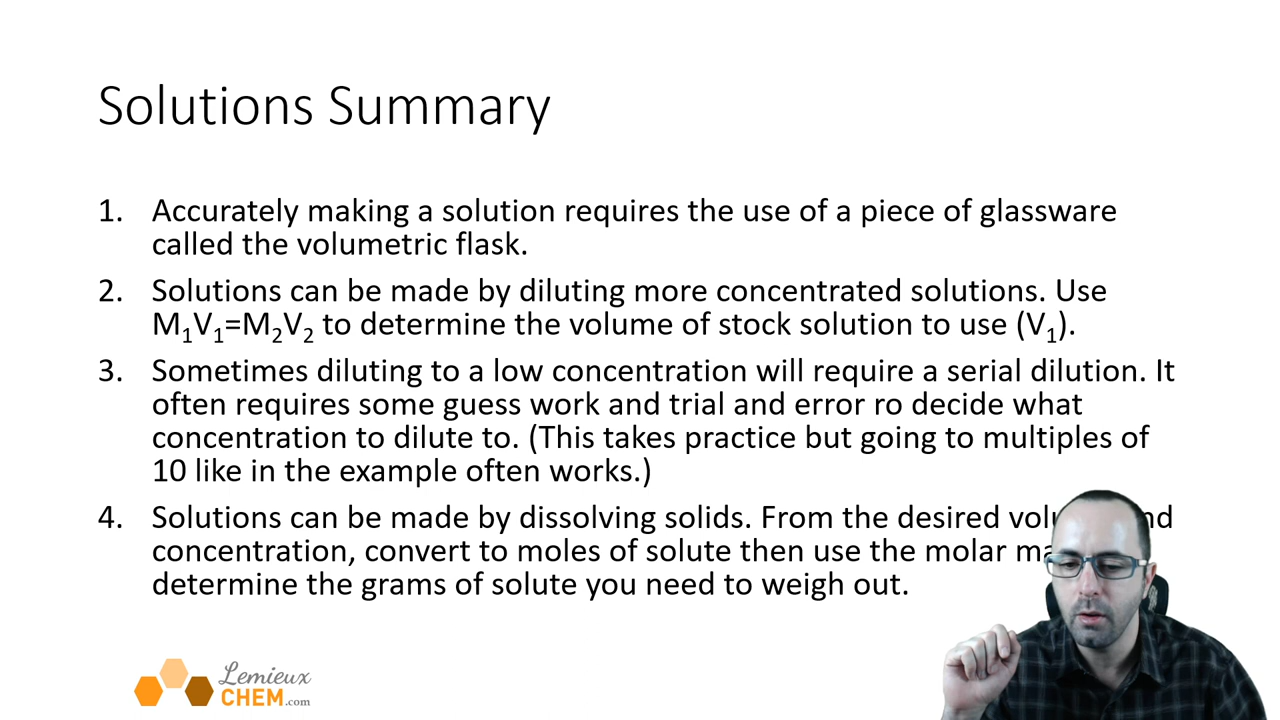 Solutions Summary
1. Accurately making a solution requires the use of a piece of glassware
called the volumetric flask.
2. Solutions can be made by diluting more concentrated solutions. Use
M₁V₁=M₂V₂ to determine the volume of stock solution to use (V₁).
3. Sometimes diluting to a low concentration will require a serial dilution. It
often requires some guess work and trial and error ro decide what
concentration to dilute to. (This takes practice but going to multiples of
10 like in the example often works.)
4. Solutions can be made by dissolving solids. From the desired
concentration, convert to moles of solute then use the molar
determine the grams of solute you need to weigh out.
Lemieux
CHEM.com